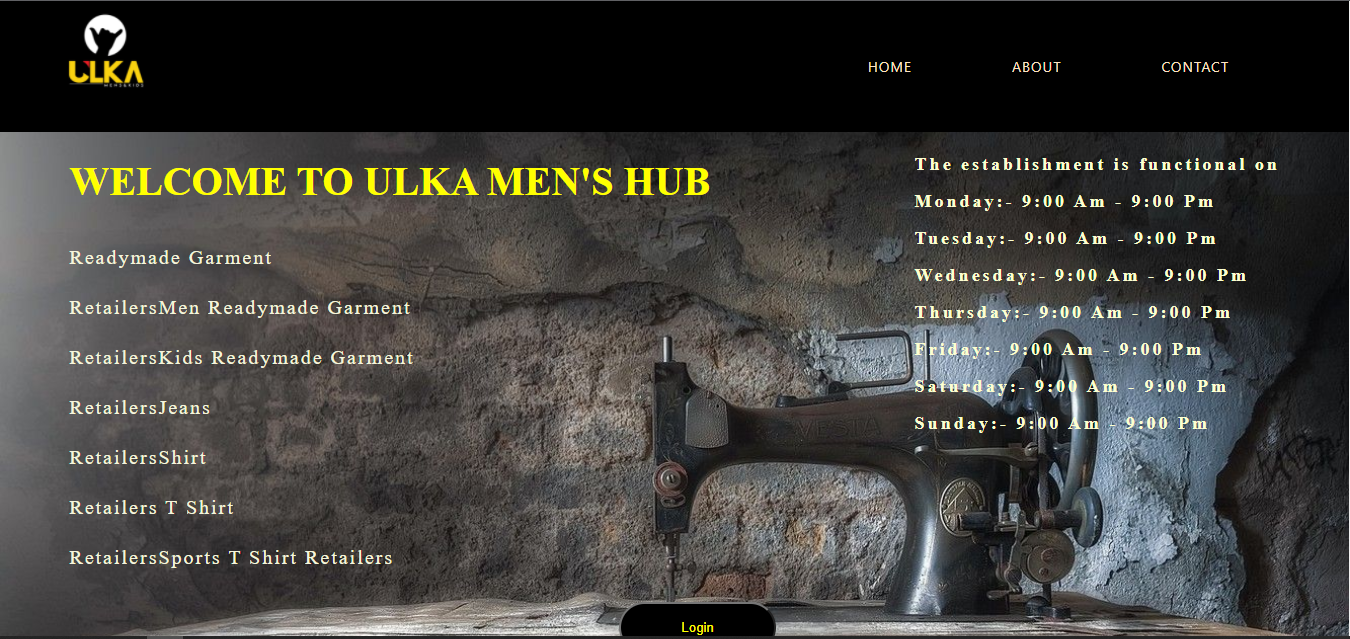 ULKA
MENS&KIDS
HOME
ABOUT
CONTACT
WELCOME TO ULKA MEN'S HUB
Readymade Garment
RetailersMen Readymade Garment
RetailersKids Readymade Garment
RetailersJeans
RetailersShirt
Retailers T Shirt
RetailersSports T Shirt Retailers
The establishment is functional on
Monday:- 9:00 Am - 9:00 Pm
Tuesday:- 9:00 Am - 9:00 Pm
Wednesday:- 9:00 Am - 9:00 Pm
Thursday:- 9:00 Am - 9:00 Pm
Friday:- 9:00 Am - 9:00 Pm
Saturday:- 9:00 Am - 9:00 Pm
Sunday:- 9:00 Am - 9:00 Pm
VESTA
Login